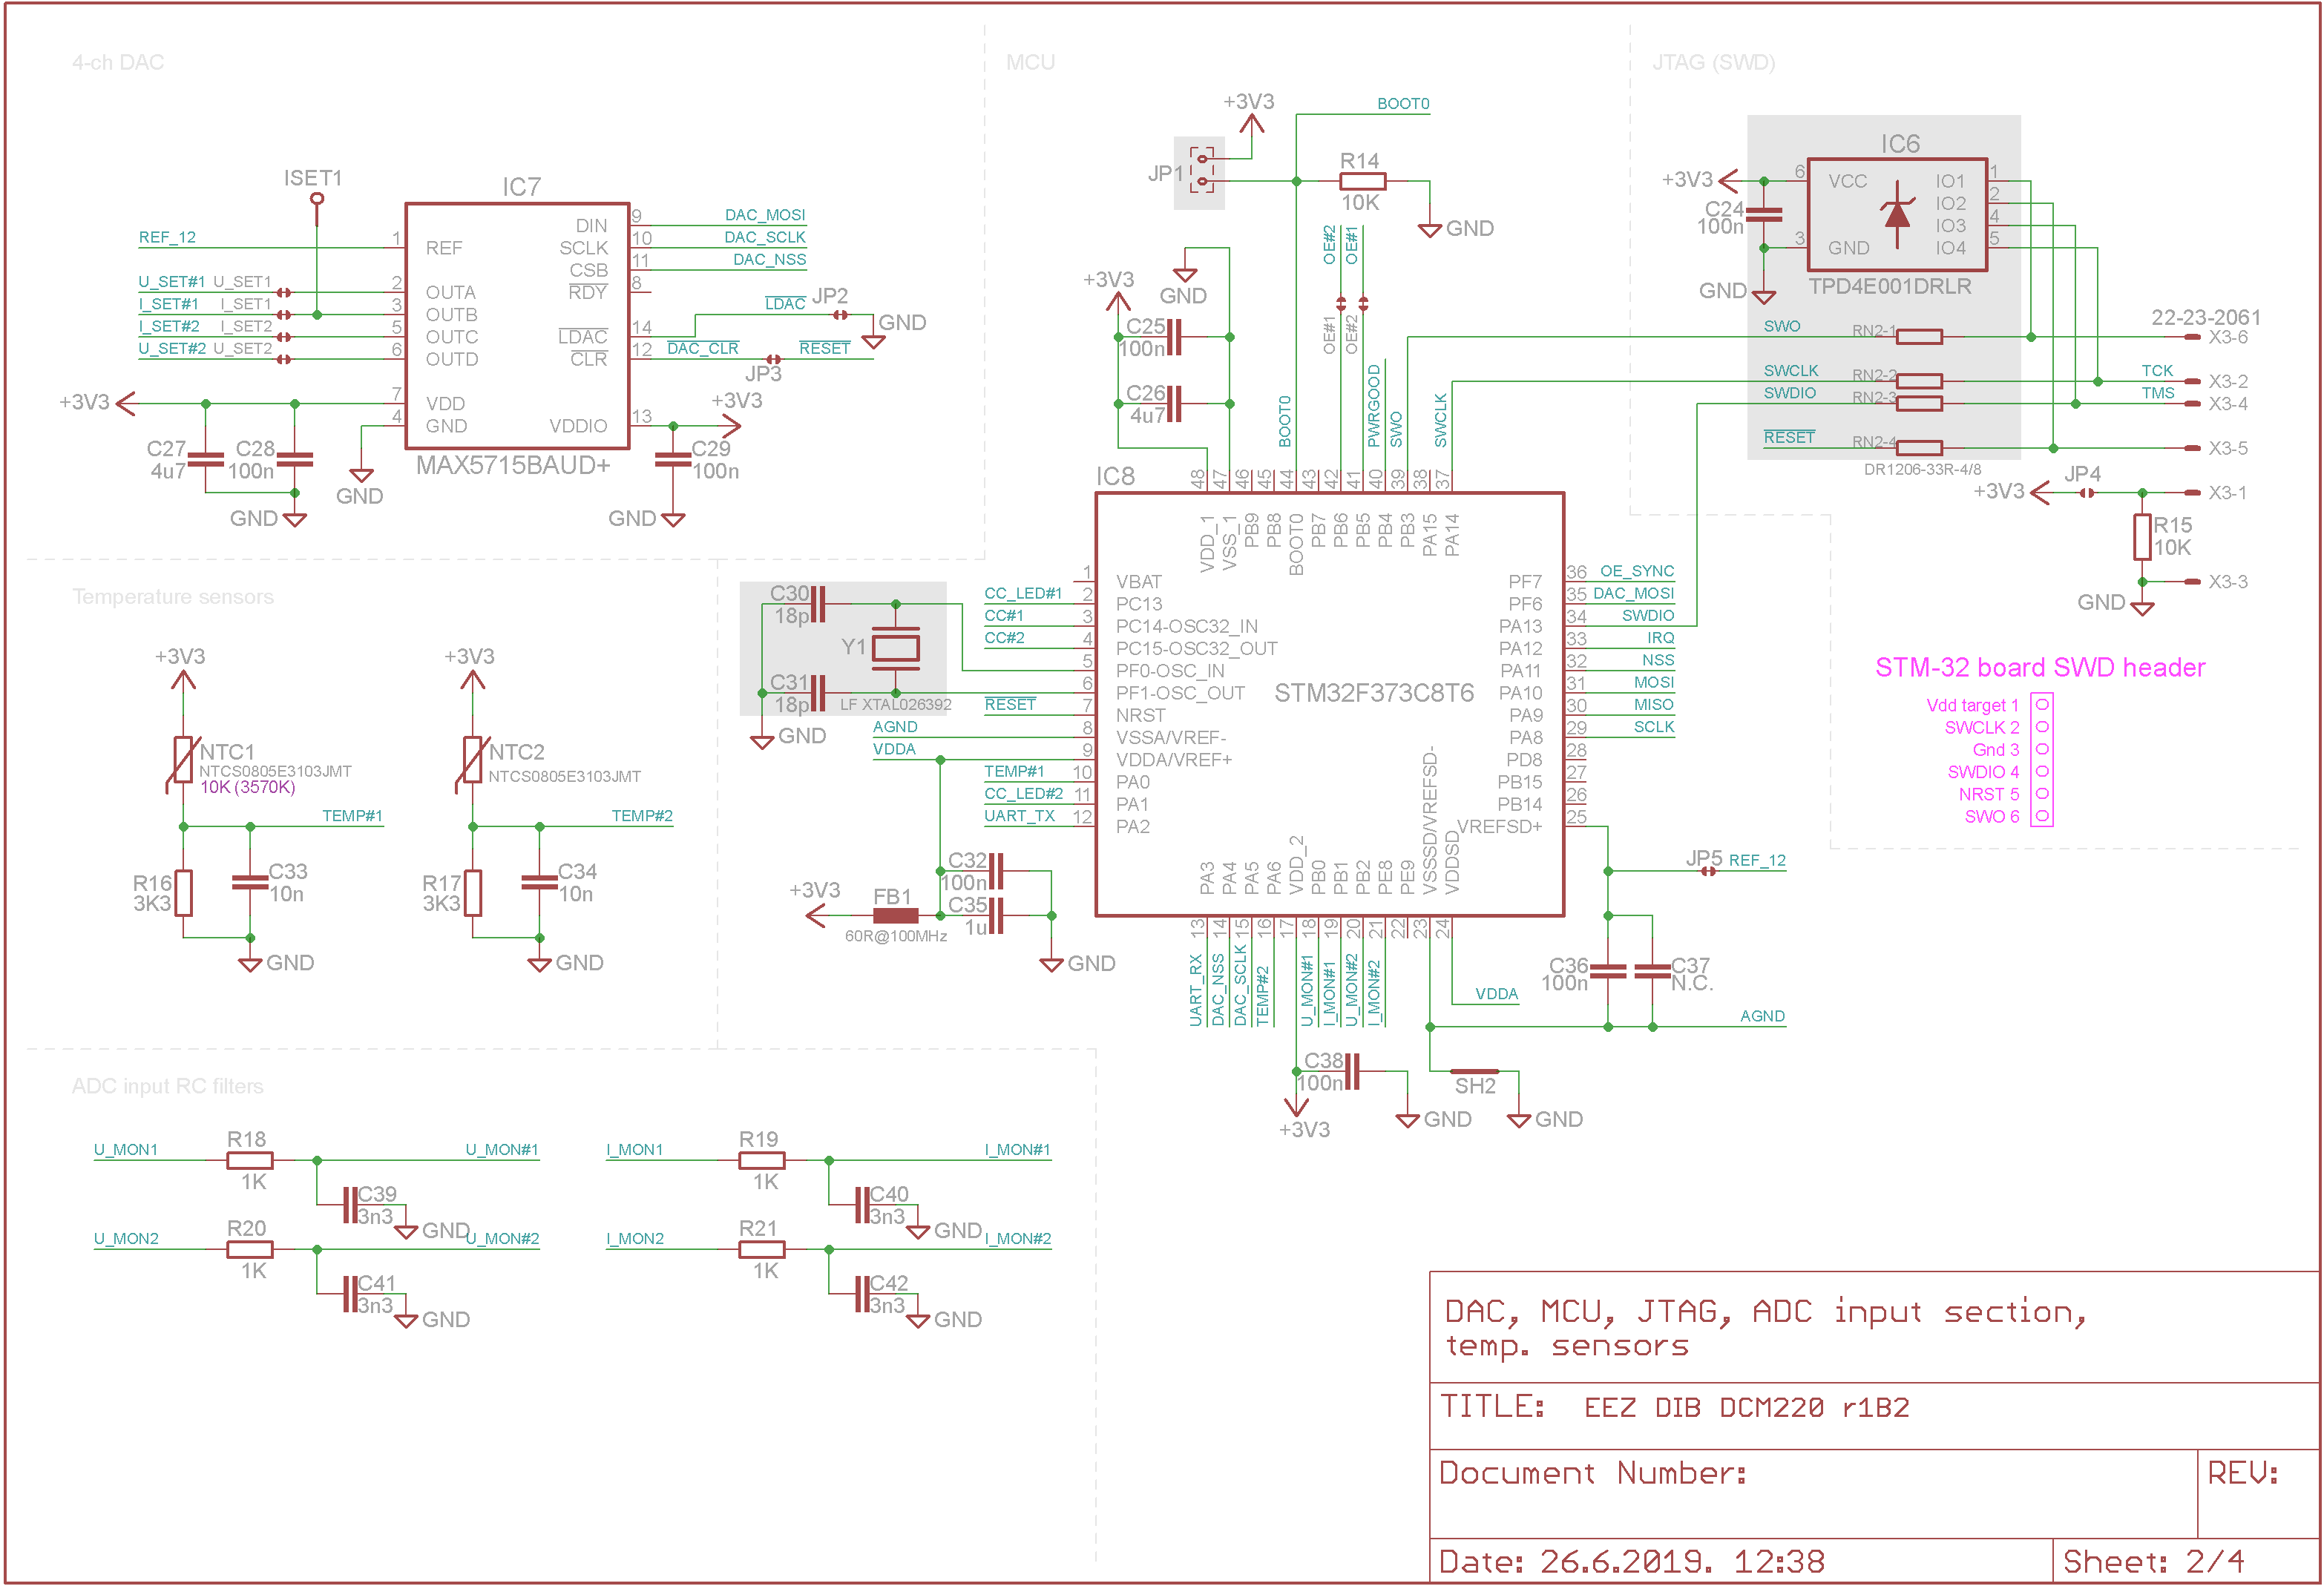 4-ch DAC
MCU
JTAG (SWD)
ISET1
IC7
REF_12
1
REF
U_SET#1 U_SET1
2
OUTA
I_SET#1 I_SET1
3
OUTB
I_SET#2 I_SET2
5
OUTC
U_SET#2 U_SET2
6
OUTD
+3V3
7
VDD
4
GND
DIN
9
DAC_MOSI
SCLK
10
DAC_SCLK
CSB
11
DAC_NSS
RDY
8
LDAC
14
LDAC
JP2
GND
CLR
12
DAC_CLR
RESET
JP3
VDDIO
13
+3V3
C27
4u7
C28
100n
GND
GND
MAX5715BAUD+
C29
100n
GND
+3V3
JP1
BOOT0
R14
10K
GND
OE#2
OE#1
OE#1
OE#2
+3V3
GND
C25
100n
C26
4u7
BOOT0
PWRGOOD
SWO
SWCLK
IC6
+3V3
6
VCC
3
GND
C24
100n
GND
IO1
1
IO2
2
IO3
4
IO4
5
TPD4E001DRLR
22-23-2061
SWO
RN2-1
X3-6
SWCLK
RN2-2
TCK
X3-2
SWDIO
RN2-3
TMS
X3-4
RESET
RN2-4
X3-5
DR1206-33R-4/8
+3V3
JP4
X3-1
R15
10K
X3-3
GND
STM-32 board SWD header
Vdd target 1
SWCLK 2
Gnd 3
SWDIO 4
NRST 5
SWO 6
IC8
48
47
46
45
44
43
42
41
40
39
38
37
VDD_1
VSS_1
PB9
PB8
BOOT0
PB7
PB6
PB5
PB4
PB3
PA15
PA14
STM32F373C8T6
1
VBAT
CC_LED#1
2
PC13
CC#1
3
PC14-OSC32_IN
CC#2
4
PC15-OSC32_OUT
5
PF0-OSC_IN
6
PF1-OSC_OUT
RESET
7
NRST
AGND
8
VSSA/VREF-
VDDA
9
VDDA/VREF+
TEMP#1
10
PA0
CC_LED#2
11
PA1
UART_TX
12
PA2
PF7
36
OE_SYNC
PF6
35
DAC_MOSI
PA13
34
SWDIO
PA12
33
IRQ
PA11
32
NSS
PA10
31
MOSI
PA9
30
MISO
PA8
29
SCLK
PD8
28
PB15
27
PB14
26
VREFSD+
25
PA3
PA4
PA5
PA6
VDD_2
PB0
PB1
PB2
PE8
PE9
VSSSD/VREFSD-
VDDSD
13
14
15
16
17
18
19
20
21
22
23
24
UART_RX
DAC_NSS
DAC_SCLK
TEMP#2
U_MON#1
I_MON#1
U_MON#2
I_MON#2
VDDA
C30
18p
Y1
C31
18p
LF XTAL026392
GND
C32
100n
C35
1u
+3V3
FB1
60R@100MHz
GND
JP5
REF_12
C36
100n
C37
N.C.
AGND
C38
100n
+3V3
GND
SH2
GND
Temperature sensors
+3V3
NTC1
NTCS0805E3103JMT
10K (3570K)
TEMP#1
R16
3K3
C33
10n
GND
+3V3
NTC2
NTCS0805E3103JMT
TEMP#2
R17
3K3
C34
10n
GND
ADC input RC filters
U_MON1
R18
1K
U_MON#1
C39
3n3
GND
I_MON1
R19
1K
I_MON#1
C40
3n3
GND
U_MON2
R20
1K
U_MON#2
C41
3n3
GND
I_MON2
R21
1K
I_MON#2
C42
3n3
GND
DAC, MCU, JTAG, ADC input section,
temp. sensors
TITLE: EEZ DIB DCM220 r1B2
Document Number:
REV:
Date: 26.6.2019. 12:38
Sheet: 2/4